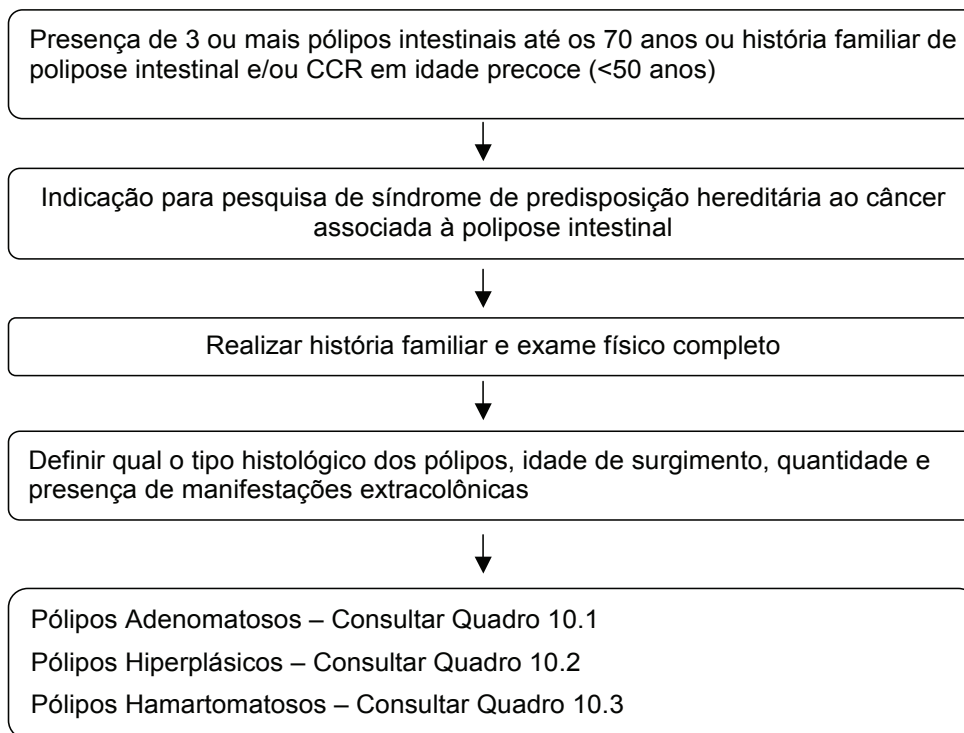 Presença de 3 ou mais pólipos intestinais até os 70 anos ou história familiar de
polipose intestinal e/ou CCR em idade precoce (<50 anos)
Indicação para pesquisa de síndrome de predisposição hereditária ao câncer
associada à polipose intestinal
Realizar história familiar e exame físico completo
Definir qual o tipo histológico dos pólipos, idade de surgimento, quantidade e
presença de manifestações extracolônicas
Pólipos Adenomatosos – Consultar Quadro 10.1
Pólipos Hiperplásicos – Consultar Quadro 10.2
Pólipos Hamartomatosos – Consultar Quadro 10.3